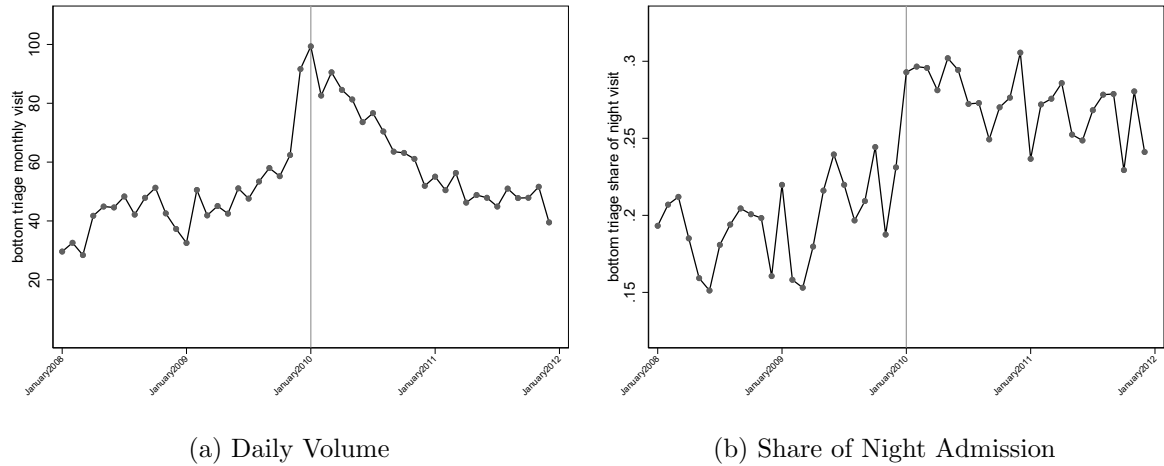 bottom triage monthly visit
100
80
60
40
20
January2008
January2009
January2010
January2011
January2012
(a) Daily Volume
bottom triage share of night visit
.3
.25
.2
.15
January2008
January2009
January2010
January2011
January2012
(b) Share of Night Admission